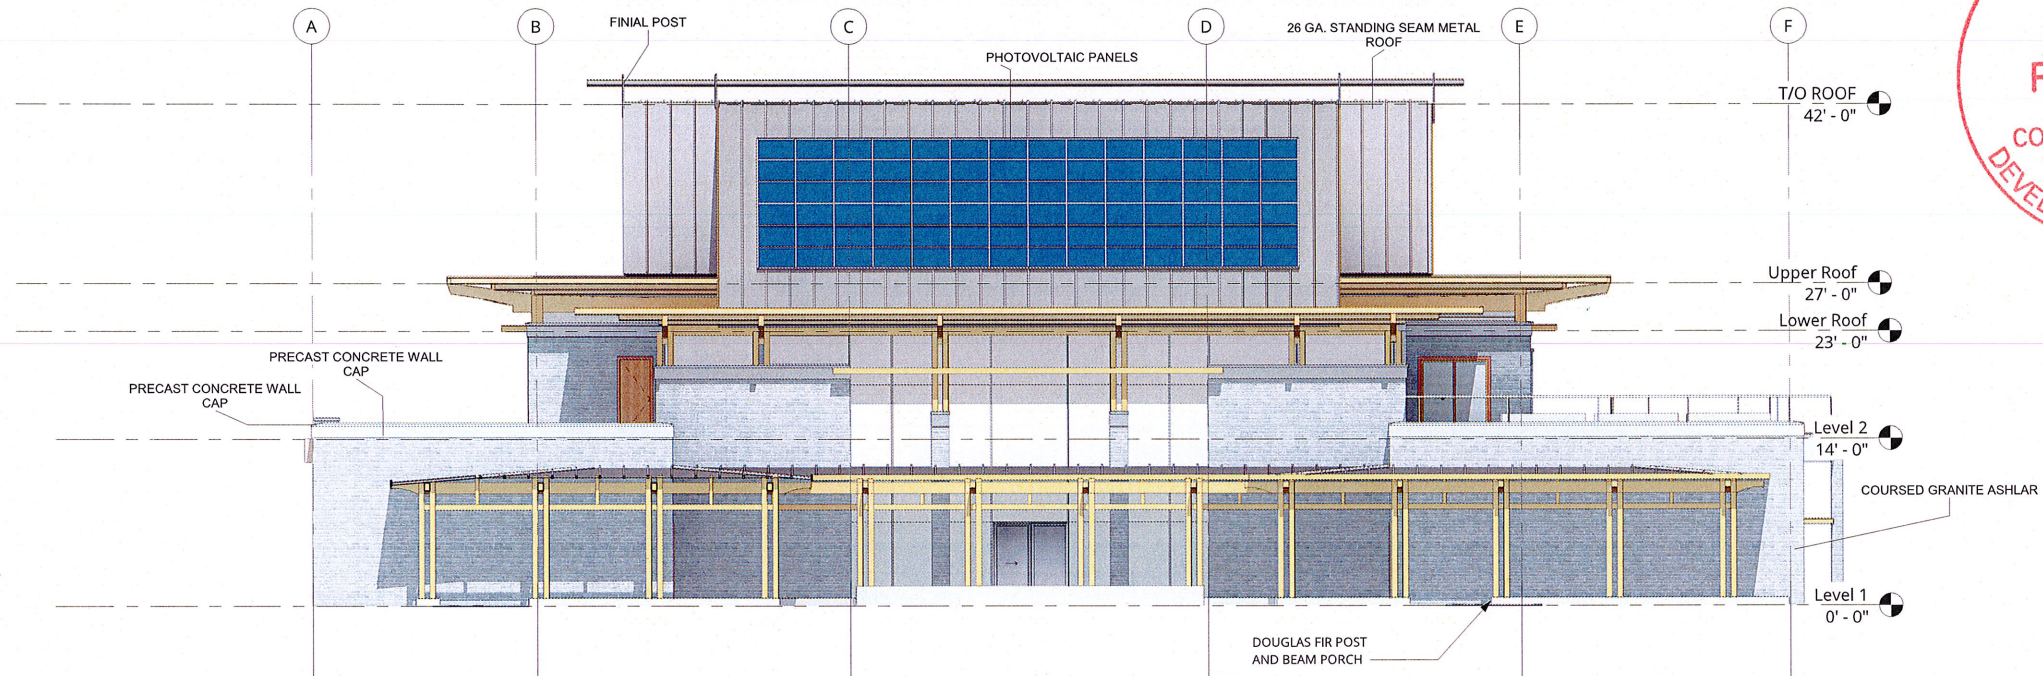 A
B
C
D
E
F
FINIAL POST
PHOTOVOLTAIC PANELS
26 GA. STANDING SEAM METAL
ROOF
T/O ROOF
42' - 0"
CO
DEVEL
Upper Roof
27' - 0"
Lower Roof
23' - 0"
PRECAST CONCRETE WALL
CAP
PRECAST CONCRETE WALL
CAP
Level 2
14' - 0"
COURSED GRANITE ASHLAR
Level 1
0' - 0"
DOUGLAS FIR POST
AND BEAM PORCH